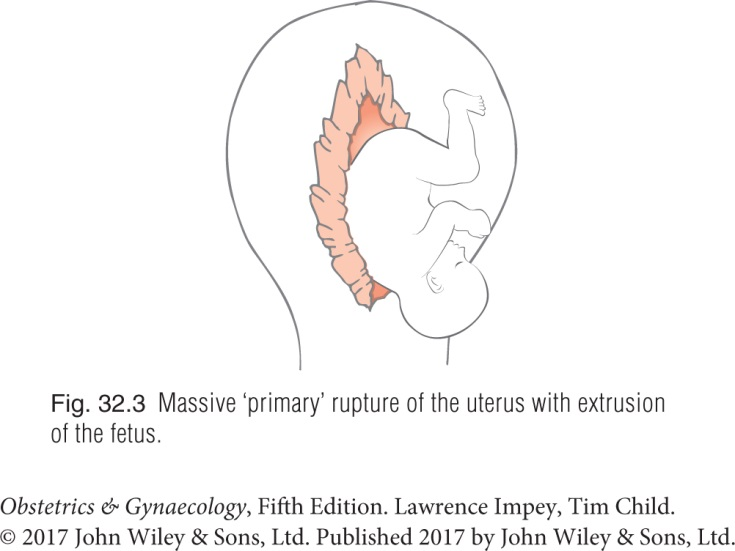 Fig. 32.3 Massive ‘primary’ rupture of the uterus with extrusion
of the fetus.
Obstetrics & Gynaecology, Fifth Edition. Lawrence Impey, Tim Child.
© 2017 John Wiley & Sons, Ltd. Published 2017 by John Wiley & Sons, Ltd.